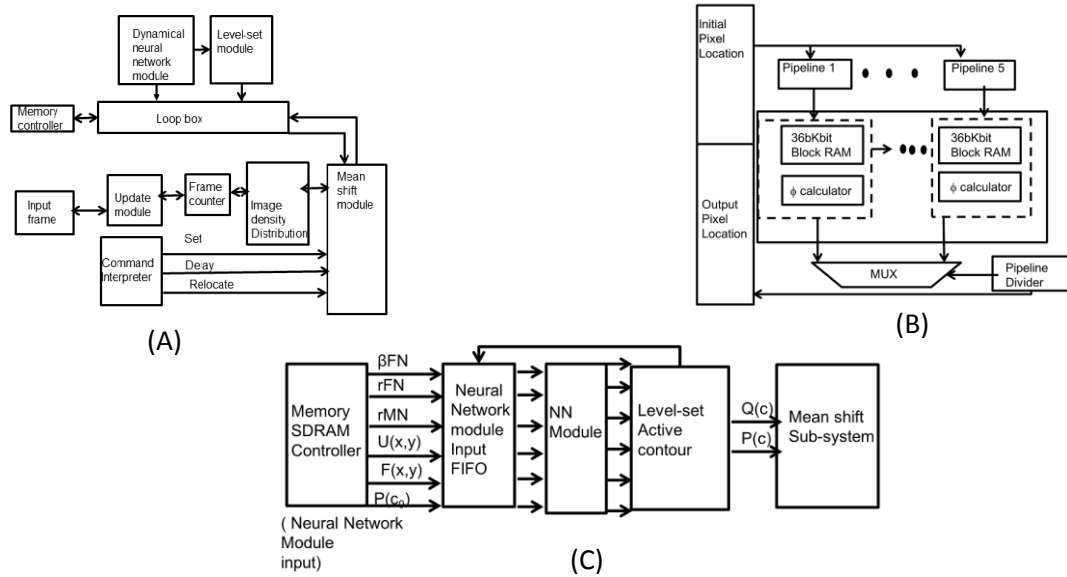 Dynamical
neural
network
module
Level-set
module
Memory
controller
Loop box
Input
frame
Update
module
Frame
counter
Image
density
Distribution
Mean
shift
module
Command
Interpreter
Set
Delay
Relocate
(A)
Initial
Pixel
Location
Output
Pixel
Location
Pipeline 1
Pipeline 5
36bKbit
Block RAM
ϕ calculator
36bKbit
Block RAM
ϕ calculator
MUX
Pipeline
Divider
(B)
Memory
SDRAM
Controller
( Neural Network
Module
input)
βFN
rFN
rMN
U(x,y)
F(x,y)
P(c₀)
Neural
Network
module
Input
FIFO
NN
Module
Level-set
Active
contour
Q(c)
P(c)
Mean shift
Sub-system
(C)